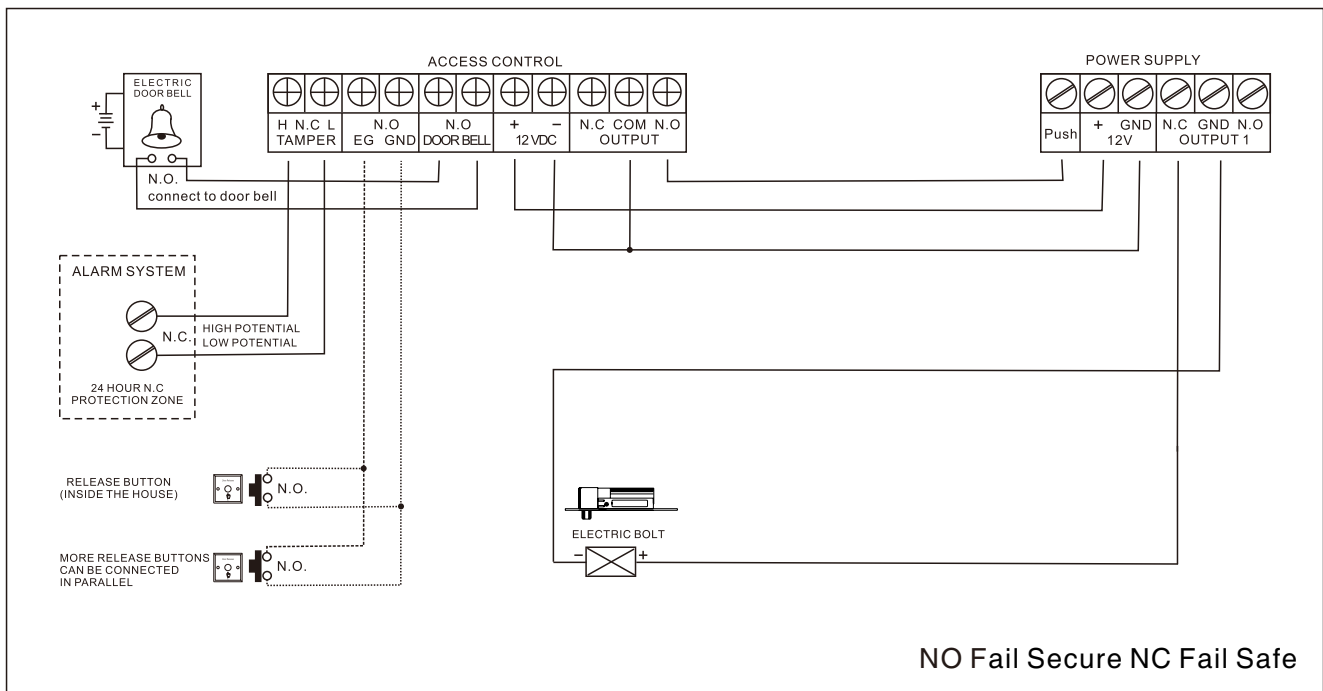 ACCESS CONTROL
POWER SUPPLY
ELECTRIC
DOOR BELL
+
−
H N.C L
TAMPER
N.O
EG GND
N.O
DOOR BELL
+ −
12 VDC
N.C COM N.O
OUTPUT
Push
+ GND
12V
N.C GND N.O
OUTPUT 1
N.O.
connect to door bell
ALARM SYSTEM
N.C.
HIGH POTENTIAL
LOW POTENTIAL
24 HOUR N.C
PROTECTION ZONE
RELEASE BUTTON
(INSIDE THE HOUSE)
N.O.
MORE RELEASE BUTTONS
CAN BE CONNECTED
IN PARALLEL
N.O.
ELECTRIC BOLT
− +
NO Fail Secure NC Fail Safe